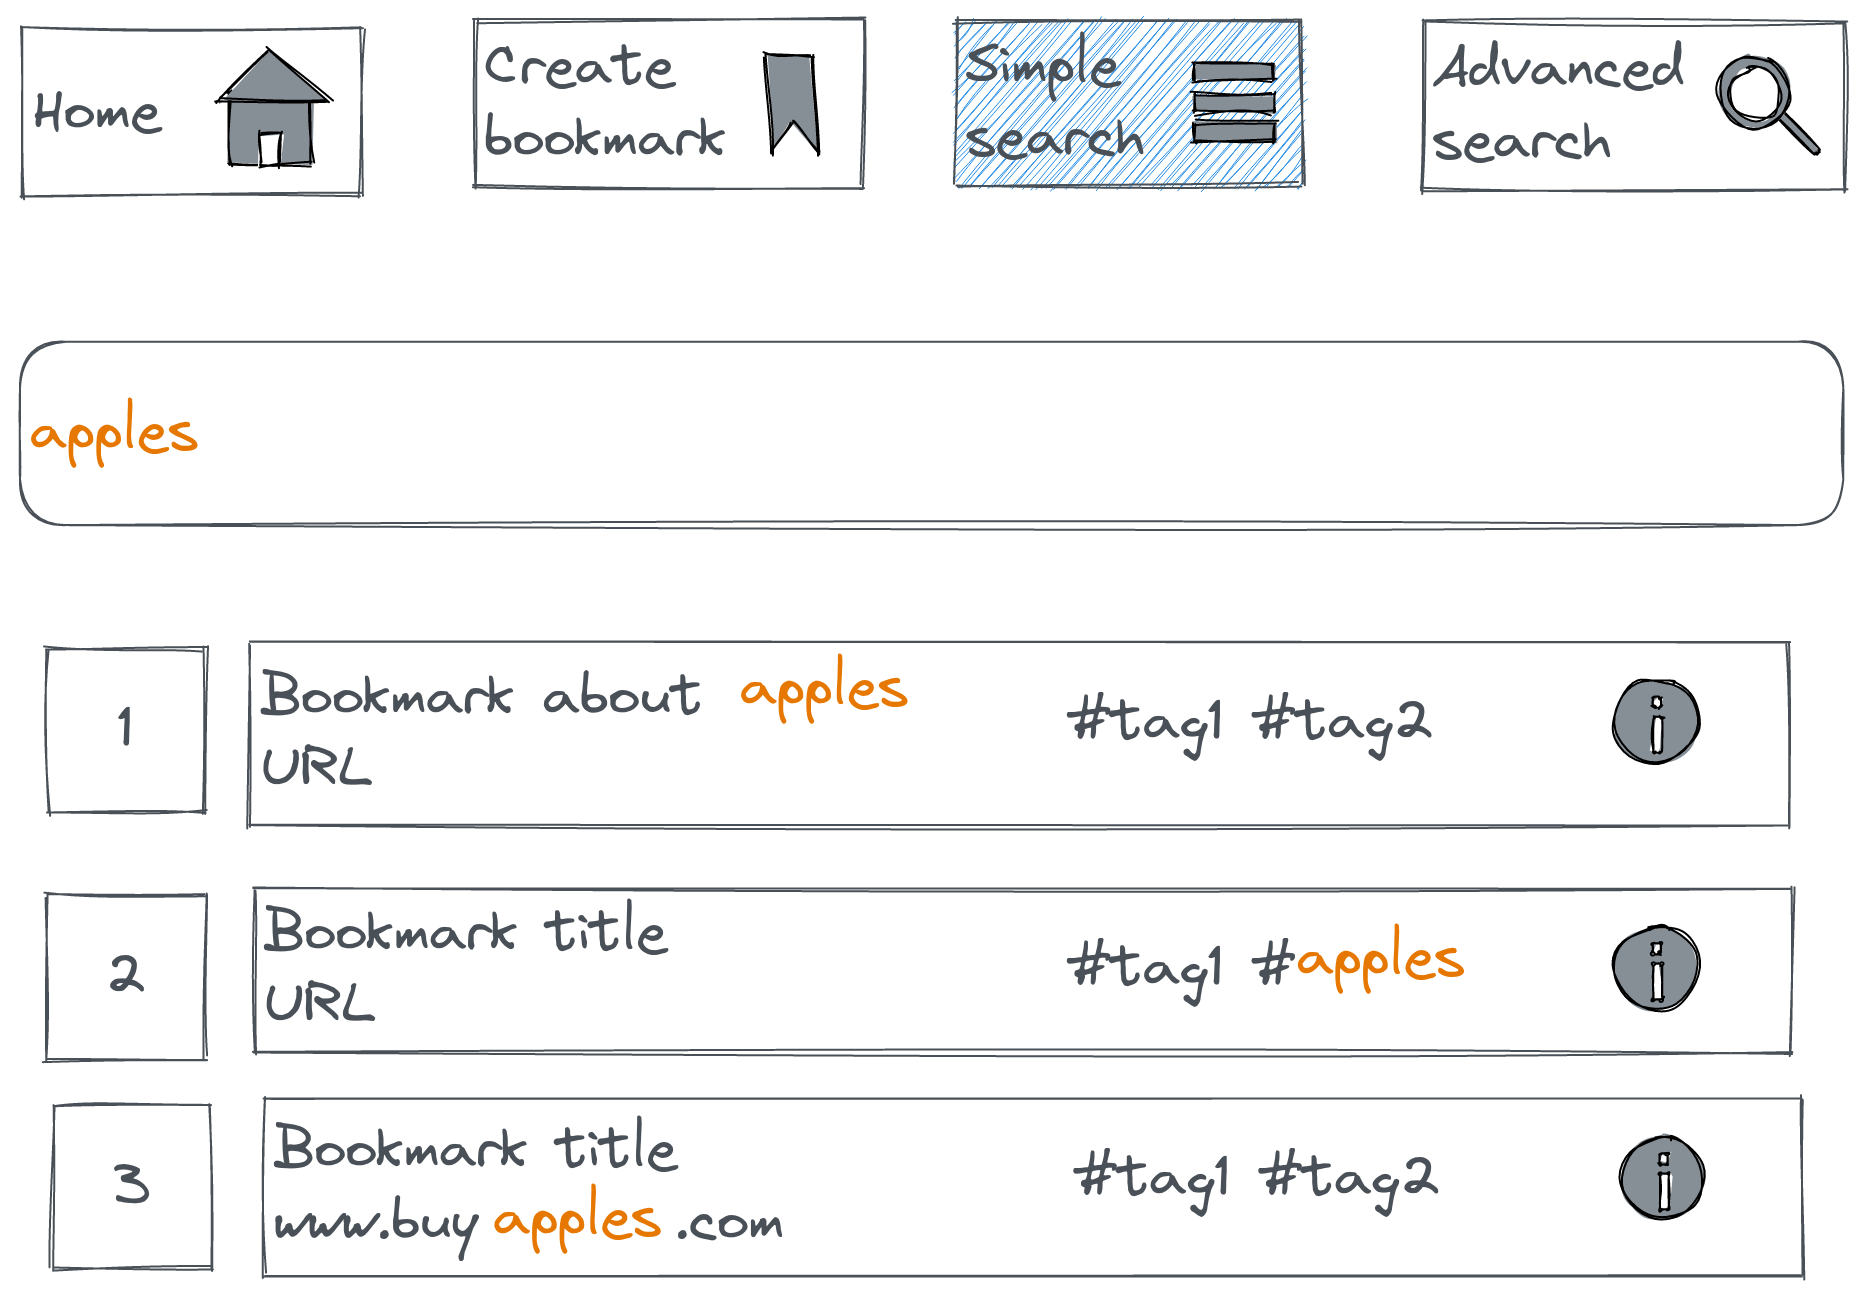 Home
Create
bookmark
Simple
search
Advanced
search
apples
1
Bookmark about apples
URL
#tag1 #tag2
i
2
Bookmark title
URL
#tag1 #apples
i
3
Bookmark title
www.buy apples .com
#tag1 #tag2
i